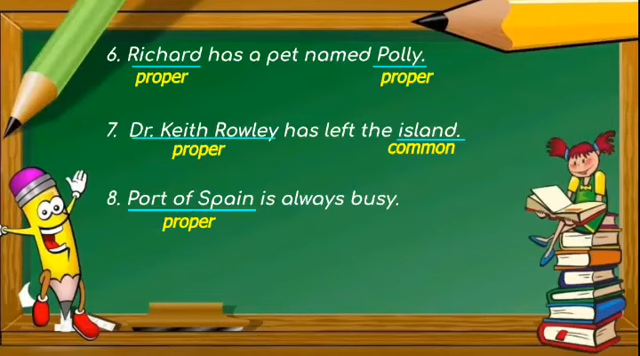 6. Richard has a pet named Polly.
proper proper
7. Dr. Keith Rowley has left the island.
proper common
8. Port of Spain is always busy.
proper